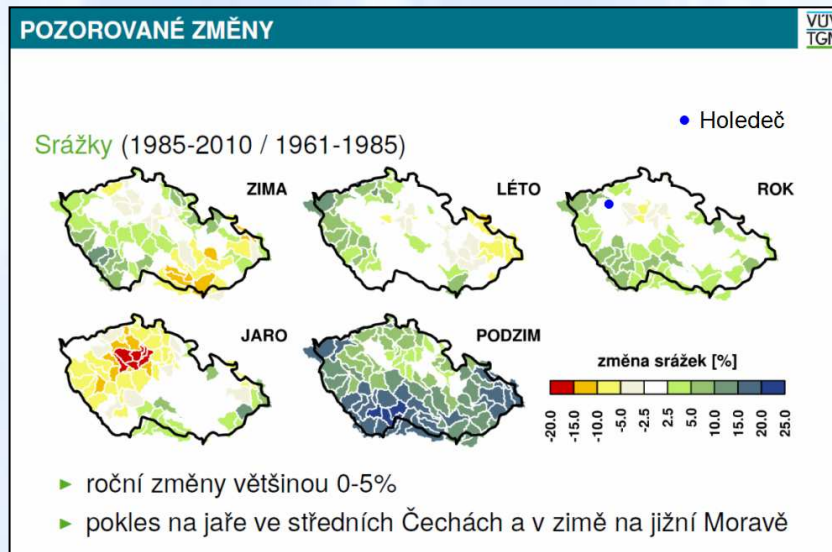 POZOROVANÉ ZMĚNY
VÚV
TGM
Holedeč
Srážky (1985-2010 / 1961-1985)
ZIMA
LÉTO
ROK
JARO
PODZIM
změna srážek [%]
-20.0 -15.0 -10.0 -5.0 -2.5 2.5 5.0 10.0 15.0 20.0 25.0
► roční změny většinou 0-5%
► pokles na jaře ve středních Čechách a v zimě na jižní Moravě